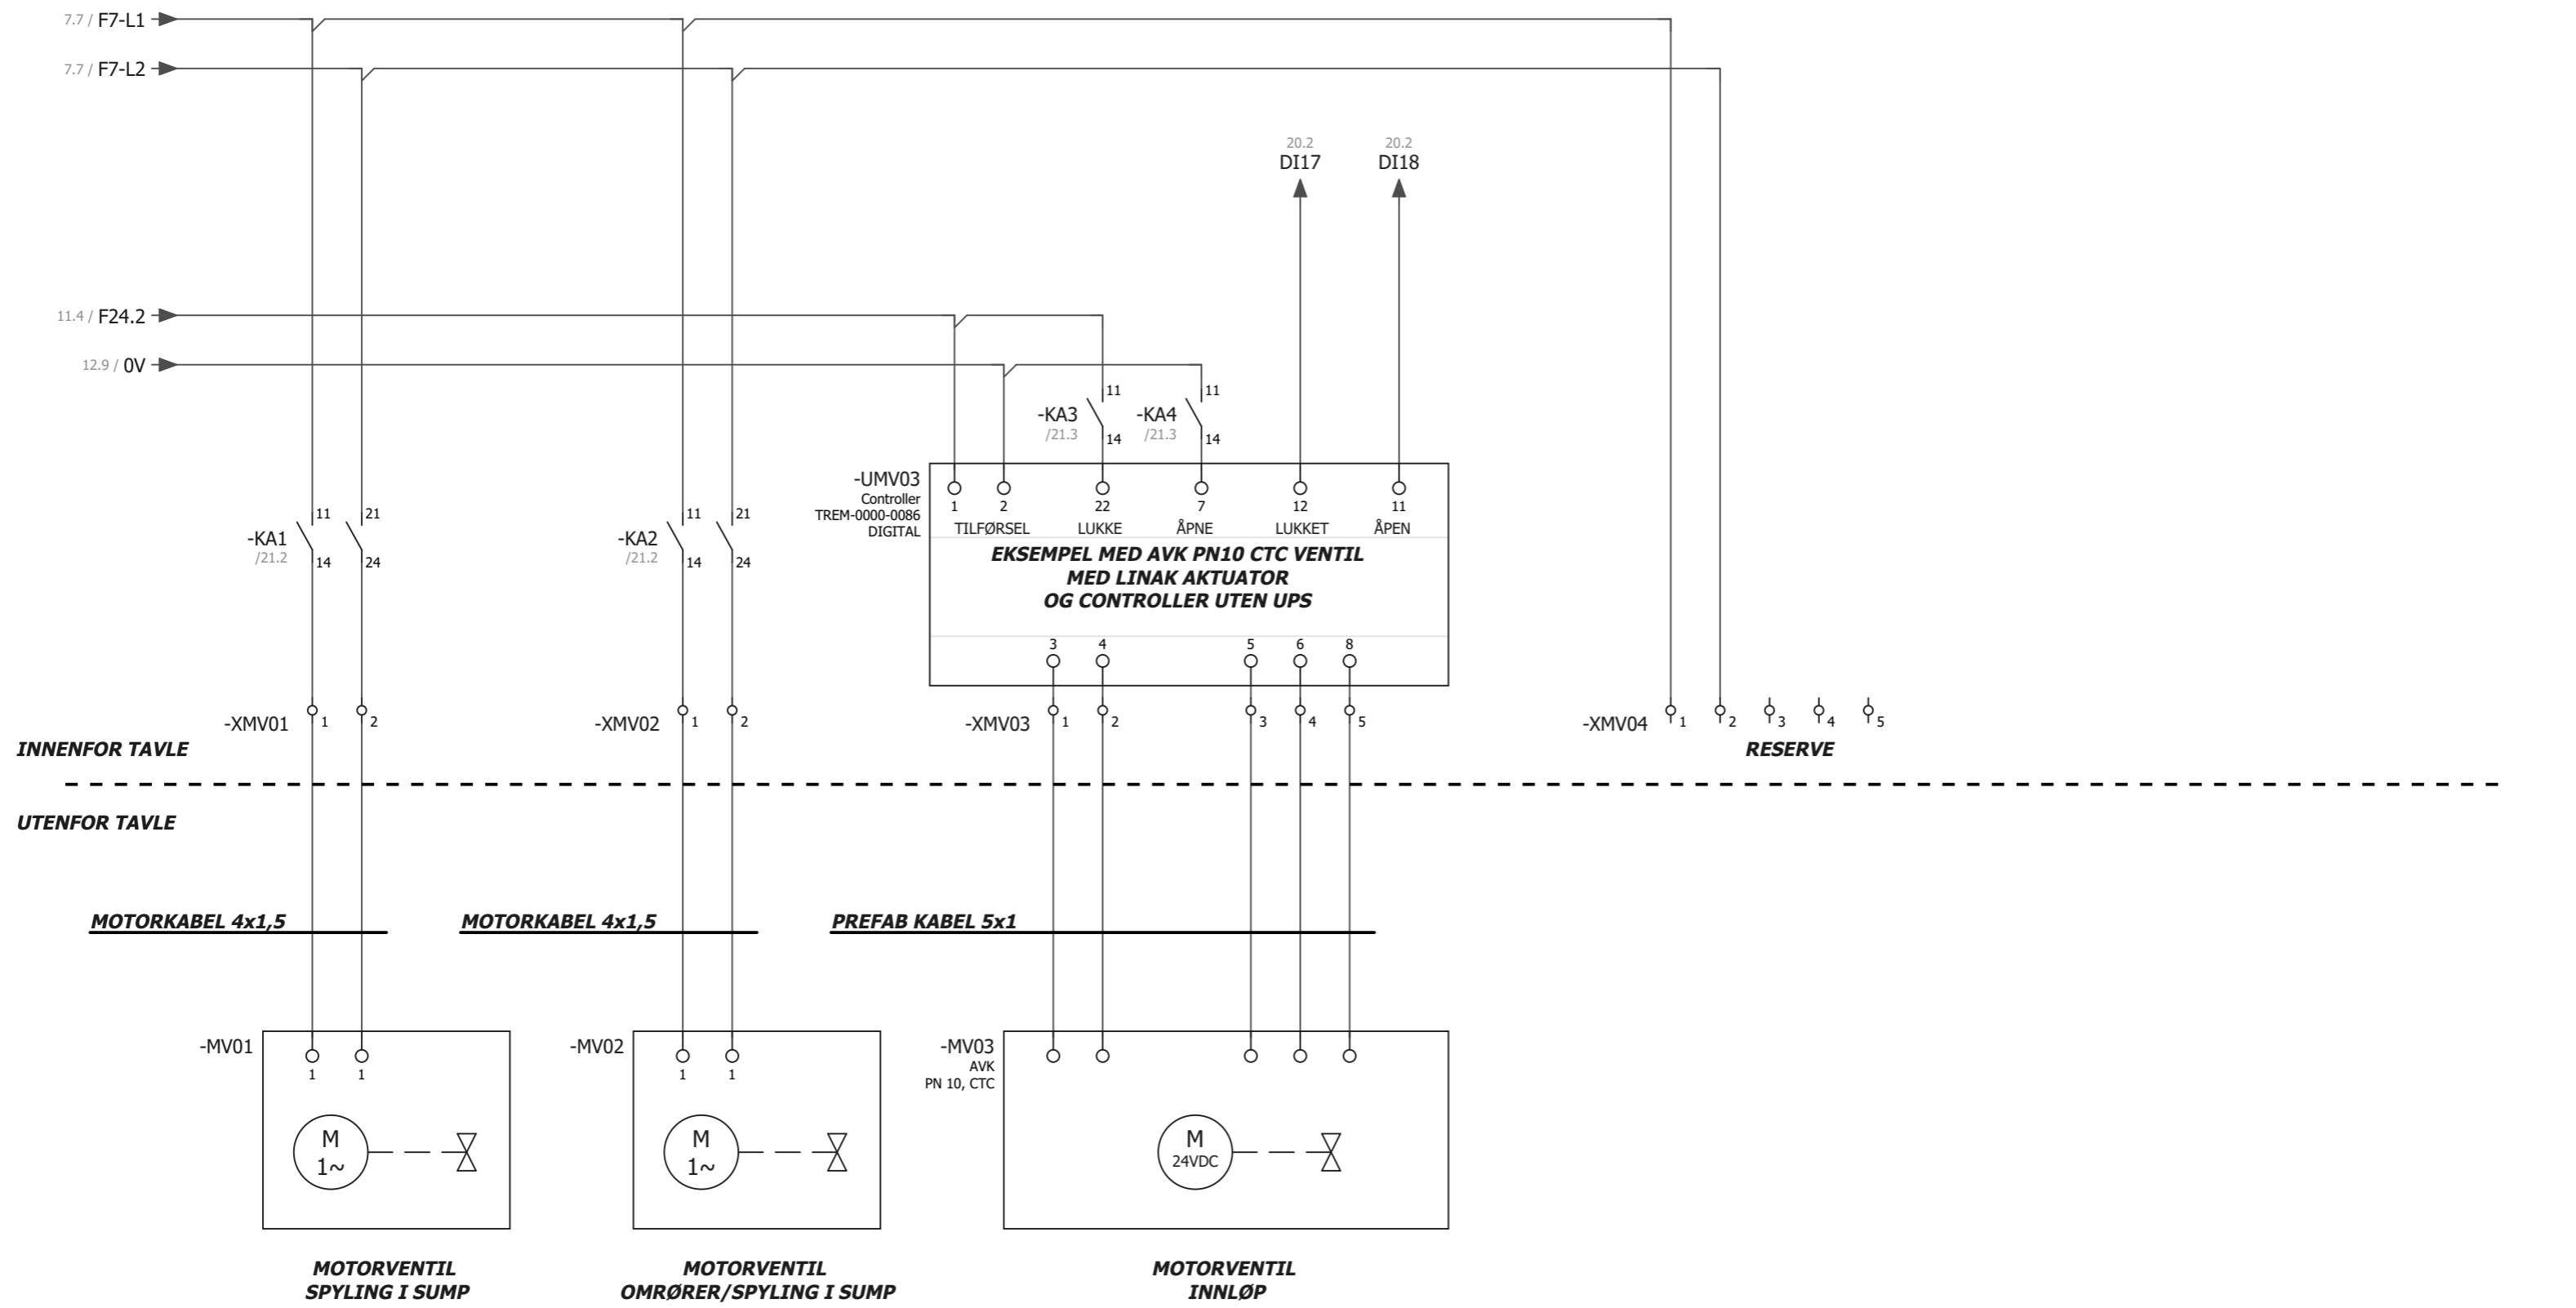 7.7 / F7-L1
7.7 / F7-L2
20.2 20.2
DI17 DI18
11.4 / F24.2
12.9 / 0V
11 11
-KA3 -KA4
/21.3 /21.3
14 14
-UMV03
Controller
TREM-0000-0086
DIGITAL
1 2 22 7 12 11
TILFØRSEL LUKKE ÅPNE LUKKET ÅPEN
11 21 11 21
-KA1 -KA2
/21.2 /21.2
14 24 14 24
EKSEMPEL MED AVK PN10 CTC VENTIL
MED LINAK AKTUATOR
OG CONTROLLER UTEN UPS
3 4 5 6 8
-XMV01 1 2 -XMV02 1 2 -XMV03 1 2 3 4 5 -XMV04 1 2 3 4 5
INNENFOR TAVLE RESERVE
UTENFOR TAVLE
MOTORKABEL 4x1,5 MOTORKABEL 4x1,5 PREFAB KABEL 5x1
-MV01 -MV02 -MV03
AVK
PN 10, CTC
1 1 1 1
M M M
1~ 1~ 24VDC
MOTORVENTIL MOTORVENTIL MOTORVENTIL
SPYLING I SUMP OMRØRER/SPYLING I SUMP INNLØP